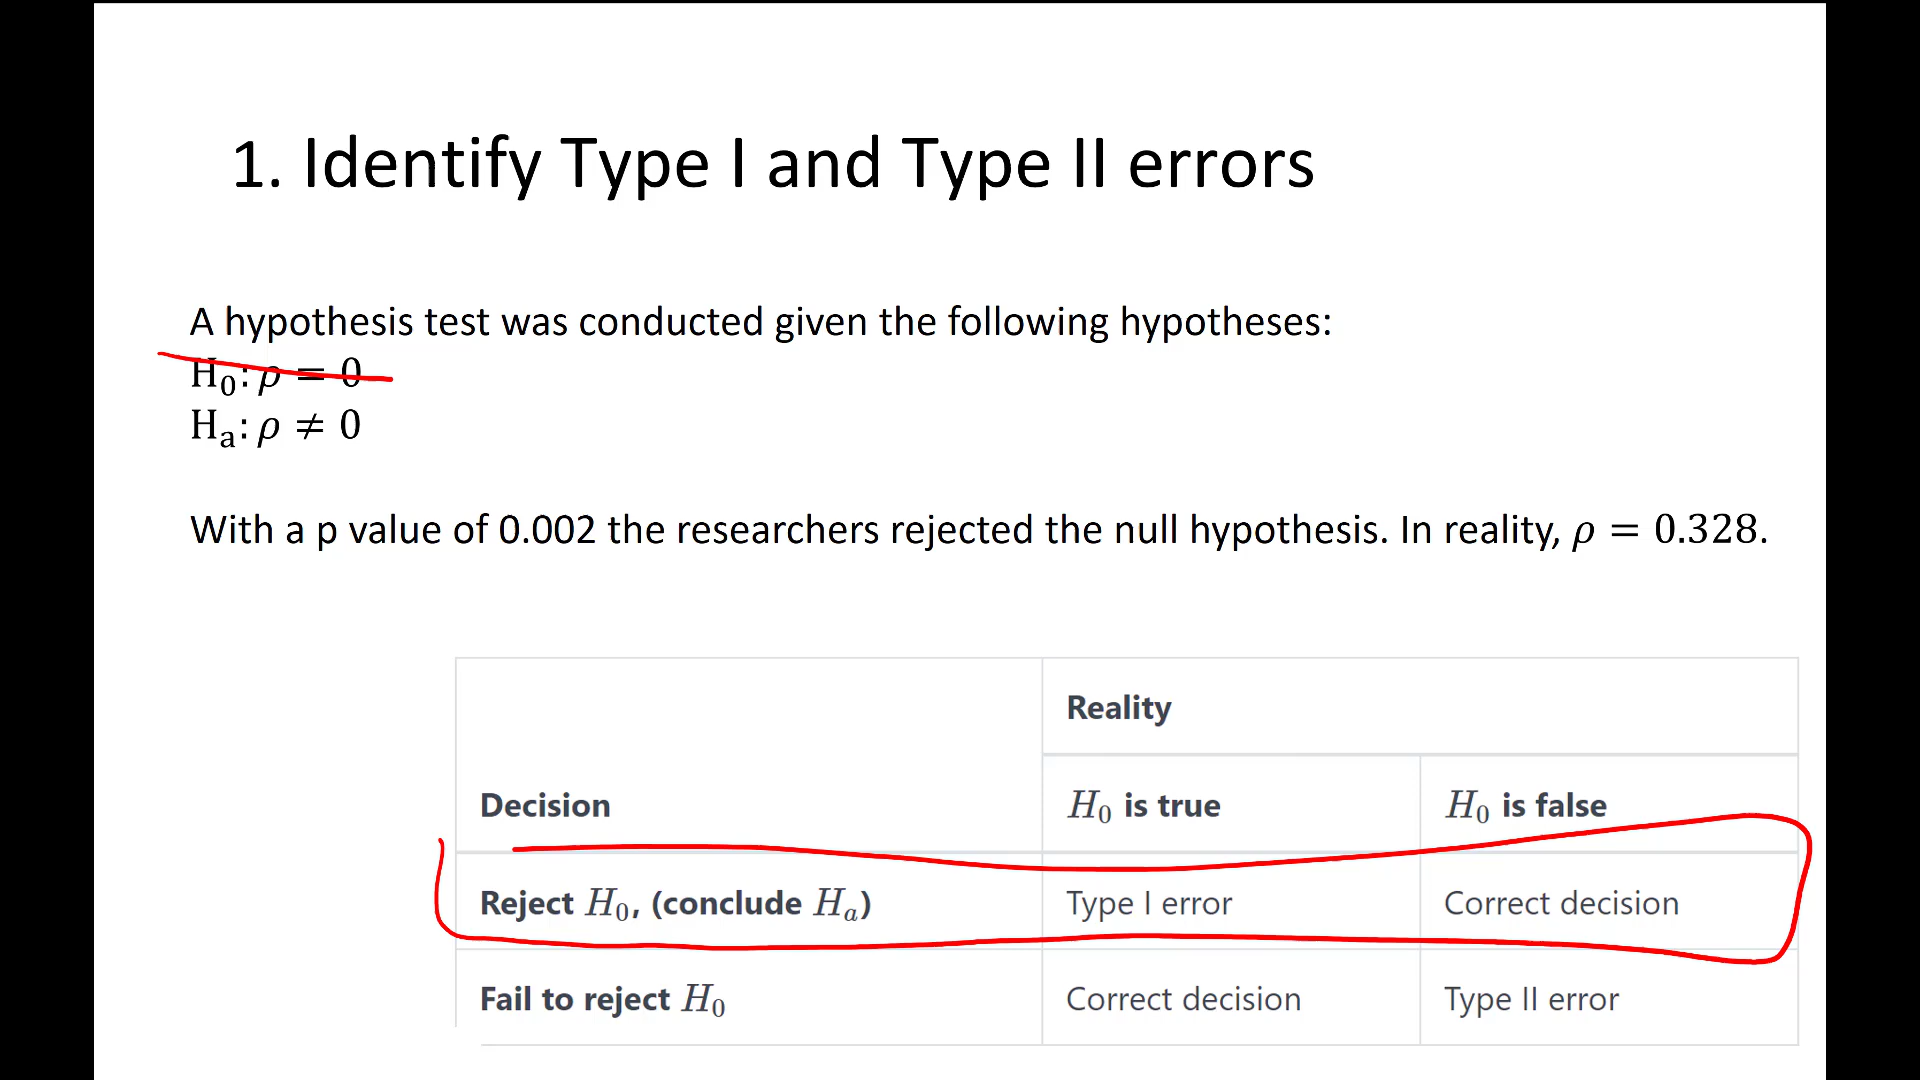 1. Identify Type I and Type II errors
A hypothesis test was conducted given the following hypotheses:
H₀: ρ = 0
Hₐ: ρ ≠ 0
With a p value of 0.002 the researchers rejected the null hypothesis. In reality, ρ = 0.328.
Reality
Decision H₀ is true H₀ is false
Reject H₀, (conclude Hₐ) Type I error Correct decision
Fail to reject H₀ Correct decision Type II error